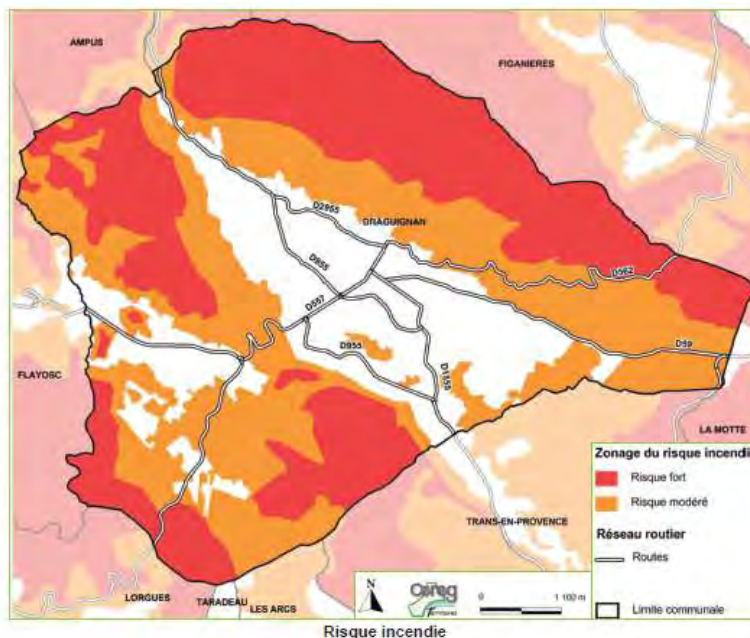 AMPUS
FIGANIERES
D2955
DRAGUIGNAN
D955
D562
D557
D59
D955
D1555
FLAYOSC
LA MOTTE
TRANS-EN-PROVENCE
LORGUES
TARADEAU
LES ARCS
Zonage du risque incendie
Risque fort
Risque modéré
Réseau routier
Routes
Limite communale
N
0 1 100 m
Risque incendie